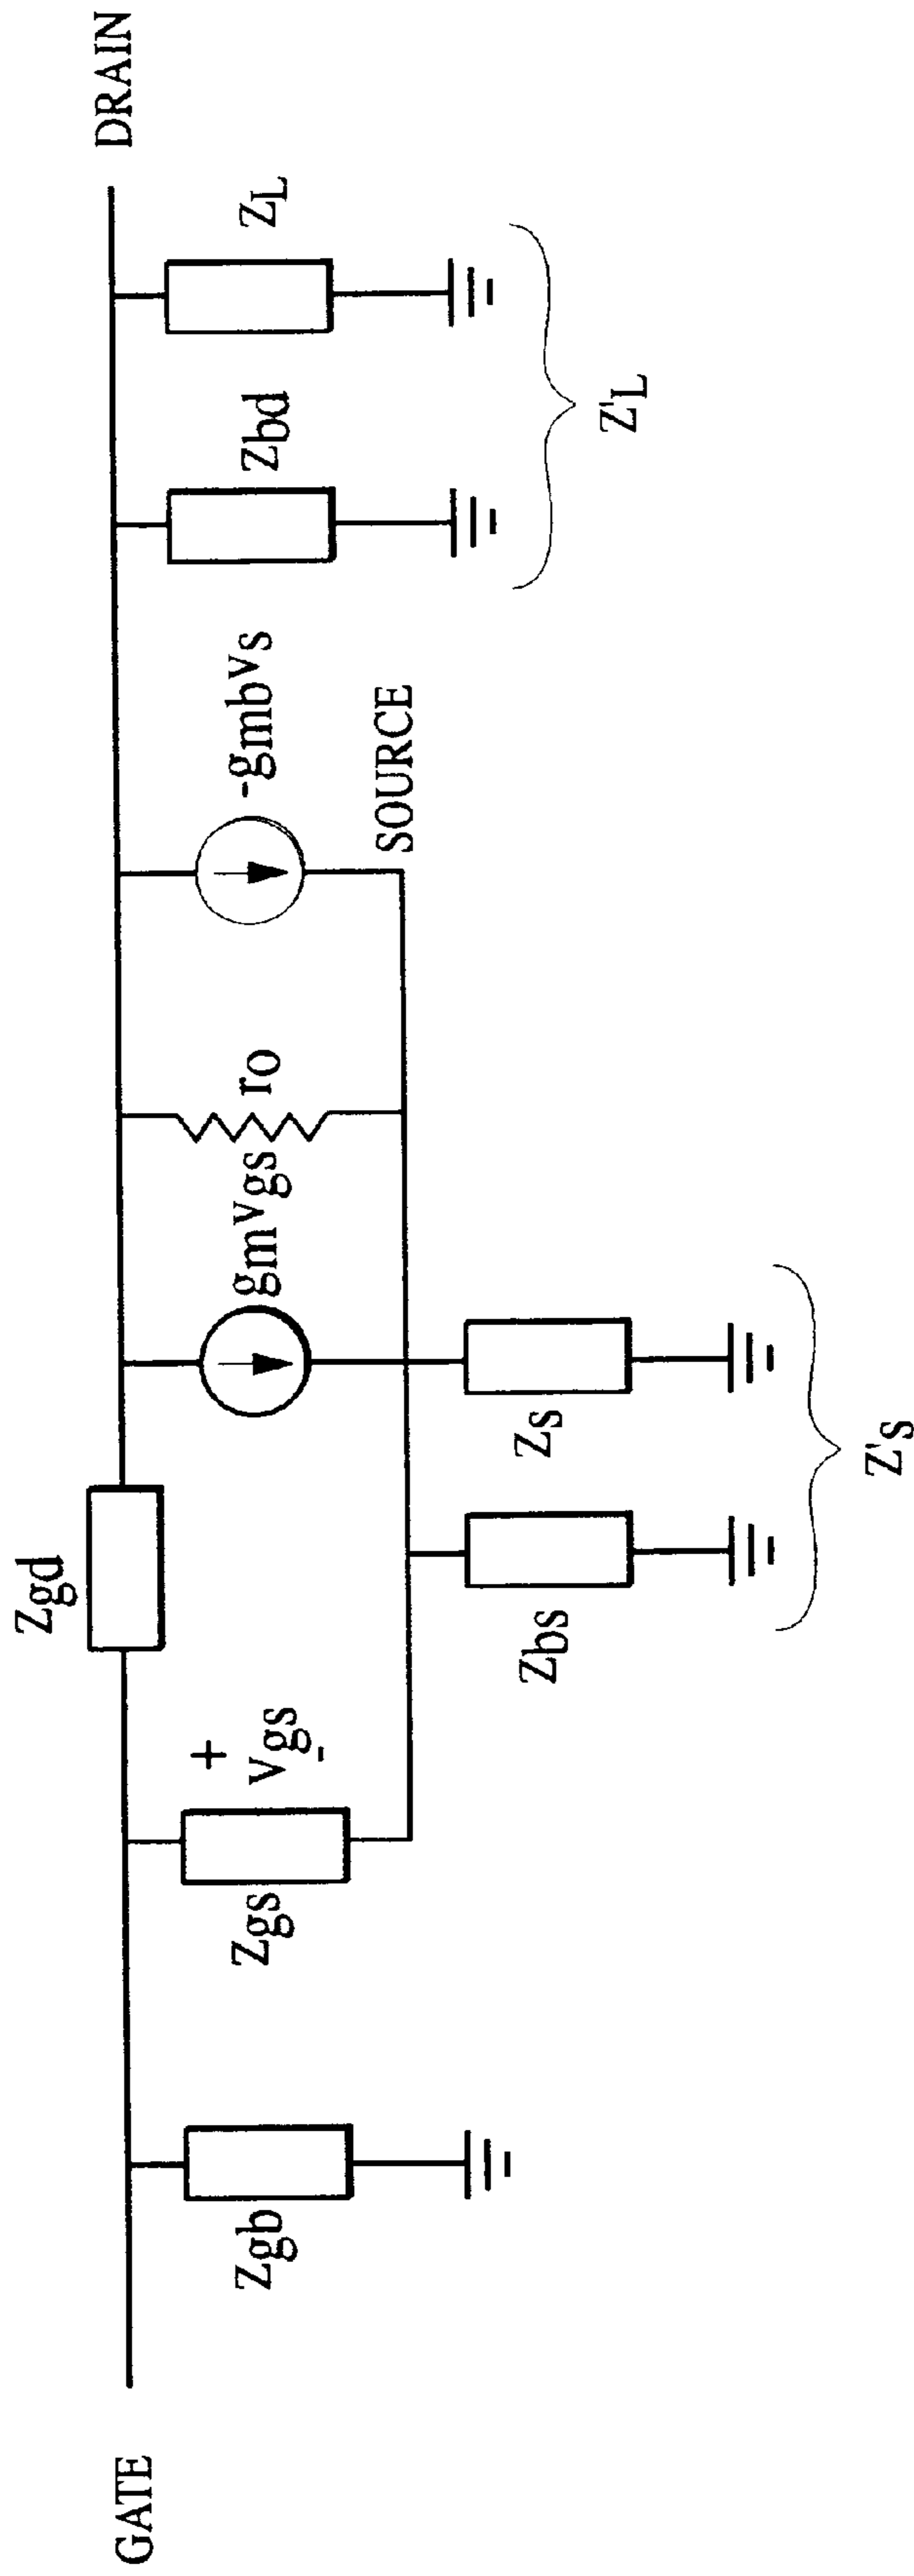 GATE
DRAIN
Zgd
Zgb
Zgs
+
vgs
-
gmvgs
ro
-gmbvs
SOURCE
Zbd
ZL
Z'L
Zbs
Zs
Z's